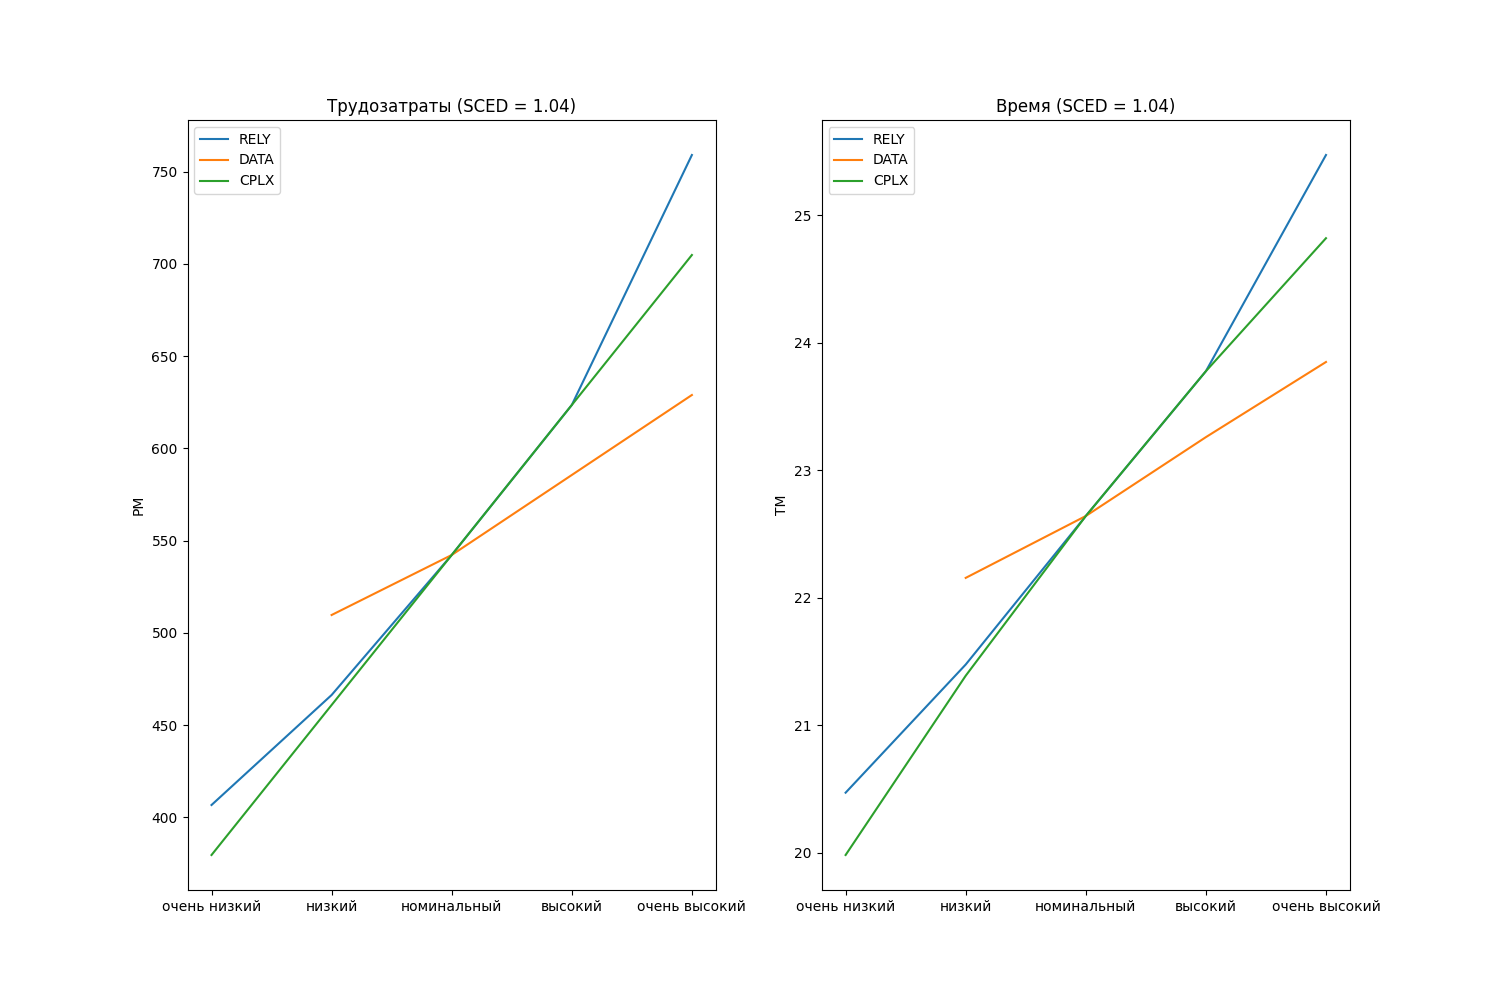 Трудозатраты (SCED = 1.04)
RELY
DATA
CPLX
750
700
650
600
550
500
450
400
PM
очень низкий
низкий
номинальный
высокий
очень высокий
Время (SCED = 1.04)
RELY
DATA
CPLX
25
24
23
22
21
20
TM
очень низкий
низкий
номинальный
высокий
очень высокий